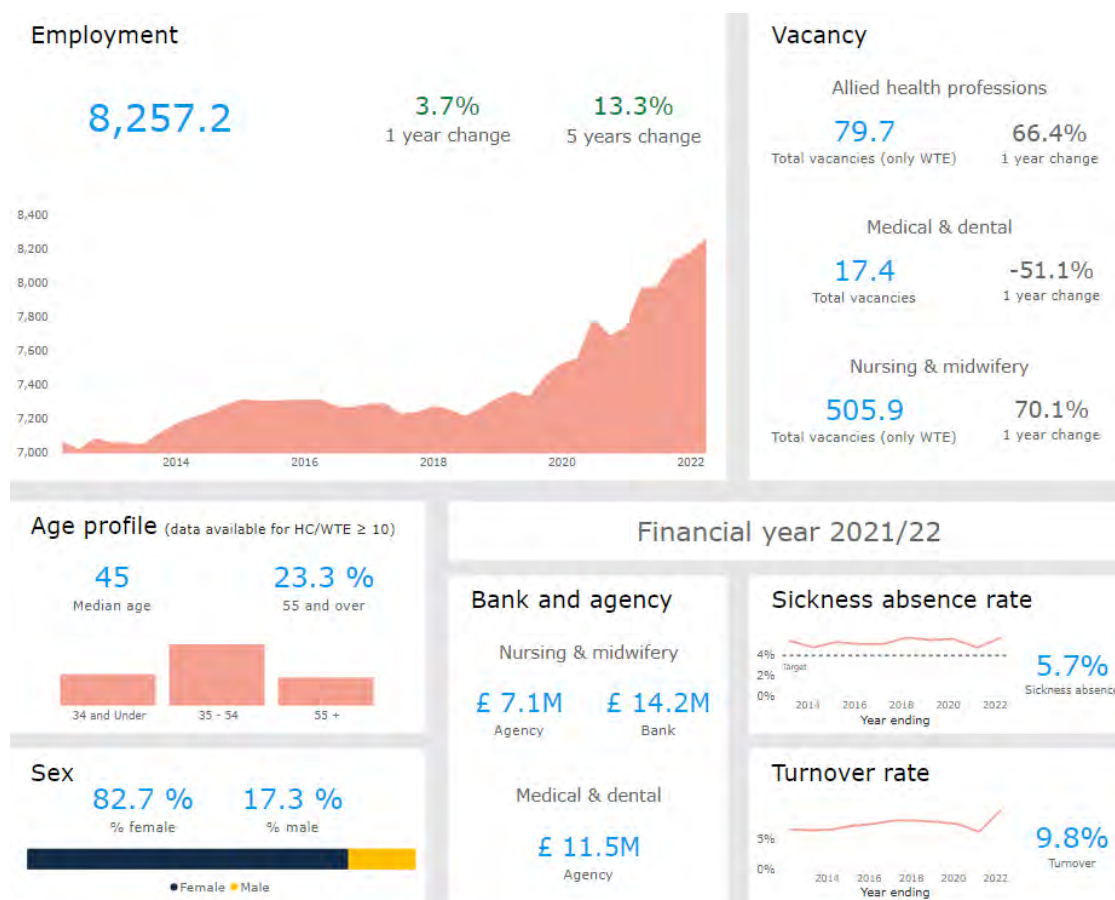 Employment
8,257.2
3.7%
1 year change
13.3%
5 years change
8,400
8,200
8,000
7,800
7,600
7,400
7,200
7,000
2014 2016 2018 2020 2022
Vacancy
Allied health professions
79.7
Total vacancies (only WTE)
66.4%
1 year change
Medical & dental
17.4
Total vacancies
-51.1%
1 year change
Nursing & midwifery
505.9
Total vacancies (only WTE)
70.1%
1 year change
Age profile (data available for HC/WTE ≥ 10)
45
Median age
23.3 %
55 and over
34 and Under 35 - 54 55 +
Sex
82.7 %
% female
17.3 %
% male
Female Male
Financial year 2021/22
Bank and agency
Nursing & midwifery
£ 7.1M
Agency
£ 14.2M
Bank
Medical & dental
£ 11.5M
Agency
Sickness absence rate
4%
Target
2%
0%
2014 2016 2018 2020 2022
Year ending
5.7%
Sickness absence
Turnover rate
5%
0%
2014 2016 2018 2020 2022
Year ending
9.8%
Turnover